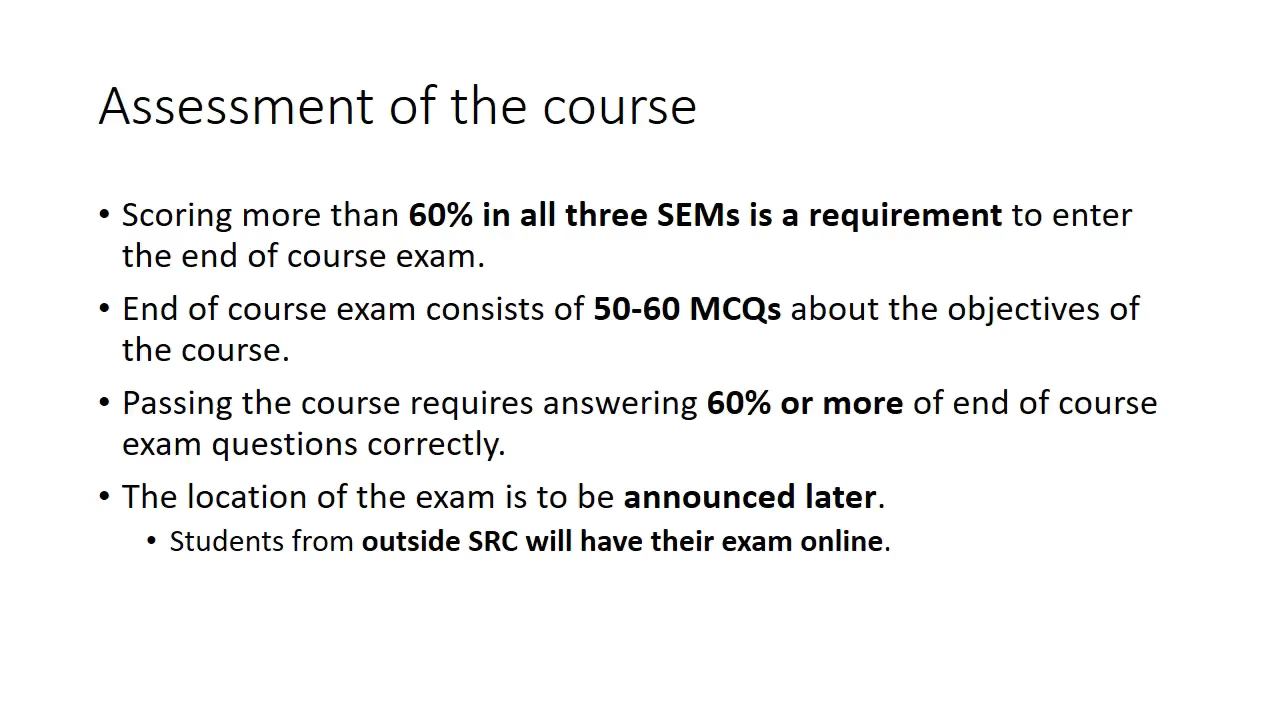 Assessment of the course
• Scoring more than 60% in all three SEMs is a requirement to enter
the end of course exam.
• End of course exam consists of 50-60 MCQs about the objectives of
the course.
• Passing the course requires answering 60% or more of end of course
exam questions correctly.
• The location of the exam is to be announced later.
• Students from outside SRC will have their exam online.